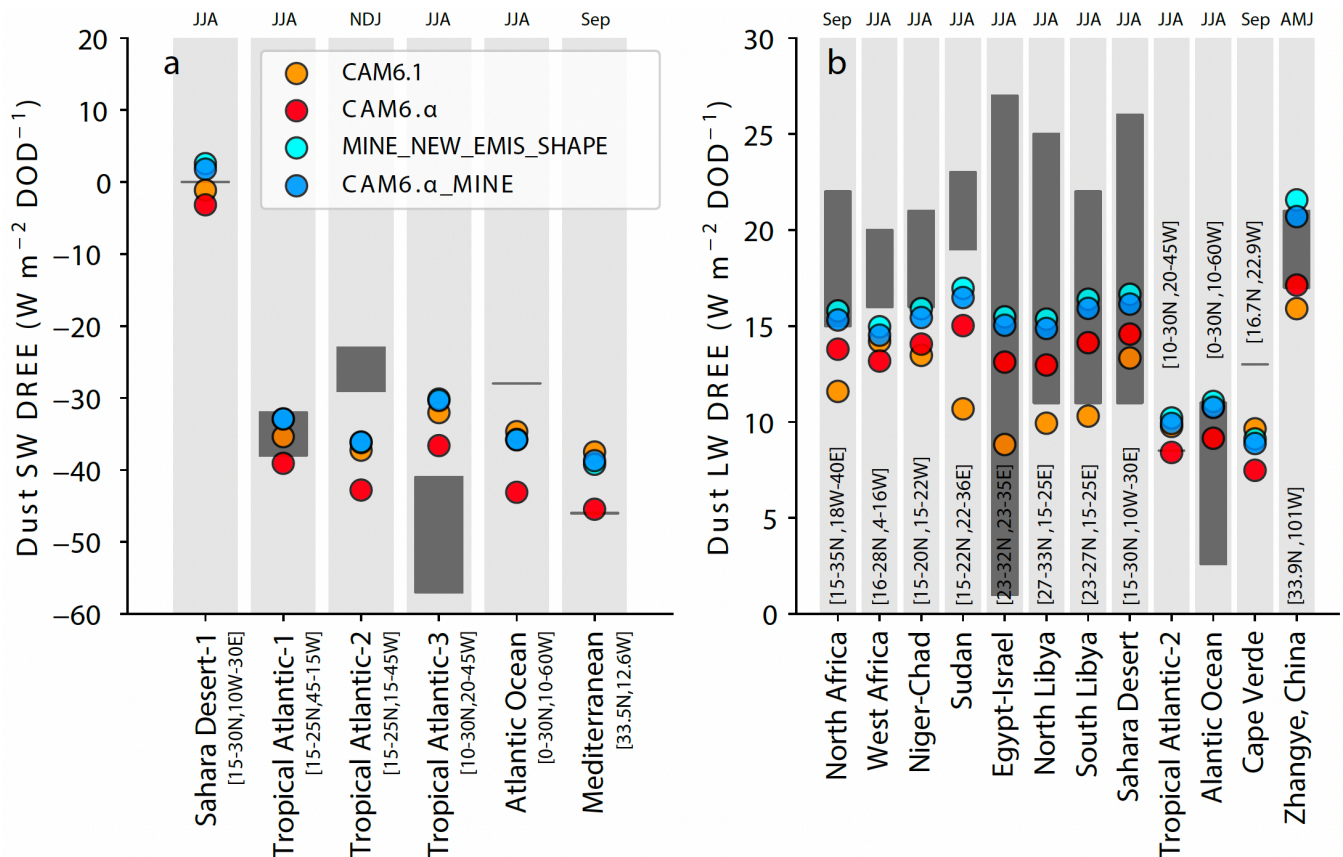 JJA JJA NDJ JJA JJA Sep
a
20
10
0
−10
−20
−30
−40
−50
−60
Dust SW DREE (W m⁻² DOD⁻¹)
CAM6.1
CAM6.α
MINE_NEW_EMIS_SHAPE
CAM6.α_MINE
Sahara Desert-1
[15-30N,10W-30E]
Tropical Atlantic-1
[15-25N,45-15W]
Tropical Atlantic-2
[15-25N,15-45W]
Tropical Atlantic-3
[10-30N,20-45W]
Atlantic Ocean
[0-30N,10-60W]
Mediterranean
[33.5N,12.6W]
Sep JJA JJA JJA JJA JJA JJA JJA JJA JJA Sep AMJ
b
30
25
20
15
10
5
0
Dust LW DREE (W m⁻² DOD⁻¹)
[15-35N,18W-40E]
[16-28N,4-16W]
[15-20N,15-22W]
[15-22N,22-36E]
[23-32N,23-35E]
[27-33N,15-25E]
[23-27N,15-25E]
[15-30N,10W-30E]
[10-30N,20-45W]
[0-30N,10-60W]
[16.7N,22.9W]
[33.9N,101W]
North Africa
West Africa
Niger-Chad
Sudan
Egypt-Israel
North Libya
South Libya
Sahara Desert
Tropical Atlantic-2
Alantic Ocean
Cape Verde
Zhangye, China